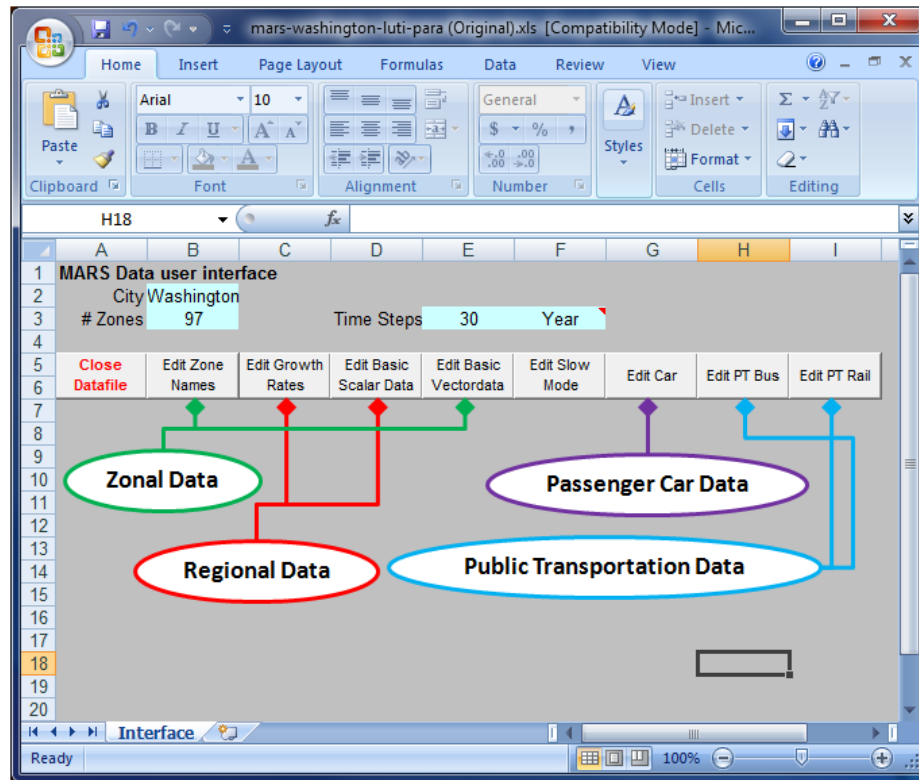 mars-washington-luti-para (Original).xls [Compatibility Mode] - Mic...
Home Insert Page Layout Formulas Data Review View
Paste
Arial 10
B I U A A
A
General
$ % ,
.0 .00 .00 .0
Styles
Insert
Delete
Format
Σ
Clipboard Font Alignment Number Cells Editing
H18 fx
A B C D E F G H I
1 MARS Data user interface
2 City Washington
3 # Zones 97 Time Steps 30 Year
4
5 Close Edit Zone Edit Growth Edit Basic Edit Basic Edit Slow Edit Car Edit PT Bus Edit PT Rail
6 Datafile Names Rates Scalar Data Vectordata Mode
7
8
9
10 Zonal Data Passenger Car Data
11
12
13
14 Regional Data Public Transportation Data
15
16
17
18
19
20
Interface
Ready 100%